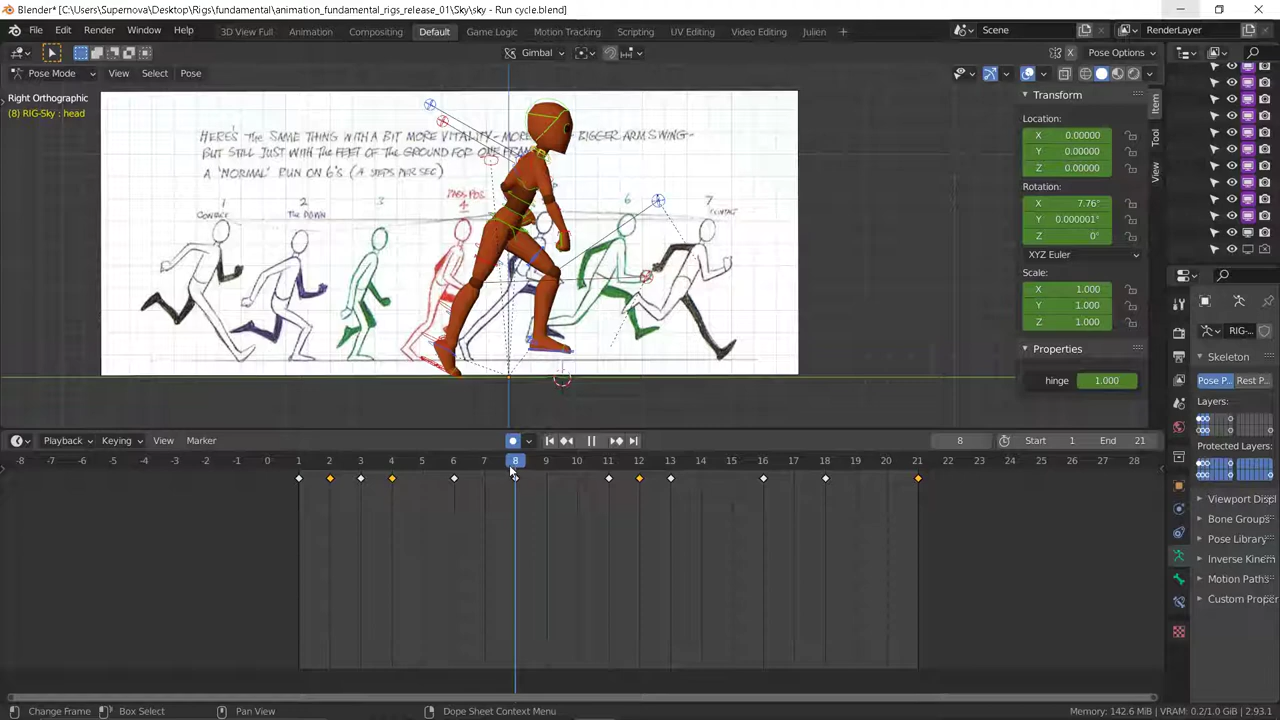 Blender* [C:\Users\Supernova\Desktop\Rigs\fundamental\animation_fundamental_rigs_release_01\Sky\sky - Run cycle.blend]
File Edit Render Window Help 3D View Full Animation Compositing Default Game Logic Motion Tracking Scripting UV Editing Video Editing Julien Scene RenderLayer
Gimbal X Pose Options
Pose Mode View Select Pose
Right Orthographic
(8) RIG-Sky : head
HERE'S THE SAME THING WITH A BIT MORE VITALITY - MORE BIGGER ARM SWING -
BUT STILL JUST WITH THE FEET OF THE GROUND FOR ONE
A 'NORMAL' RUN ON 6'S (4 STEPS PER SEC)
PASS POS
1 2 3 4 6 7
CONTACT THE DOWN CONTACT
Transform
Location:
X 0.00000
Y 0.00000
Z 0.00000
Rotation:
X 7.76°
Y 0.000001°
Z 0°
XYZ Euler
Scale:
X 1.000
Y 1.000
Z 1.000
Properties
hinge 1.000
Item
Tool
View
RIG-
Skeleton
Pose P... Rest P...
Layers:
Protected Layers:
Viewport Displ
Bone Groups
Pose Library
Inverse Kinem
Motion Paths
Custom Proper
Playback Keying View Marker 8 Start 1 End 21
-8 -7 -6 -5 -4 -3 -2 -1 0 1 2 3 4 5 6 7 8 9 10 11 12 13 14 15 16 17 18 19 20 21 22 23 24 25 26 27 28
Change Frame Box Select Pan View Dope Sheet Context Menu Memory: 142.6 MiB | VRAM: 0.2/1.0 GiB | 2.93.1